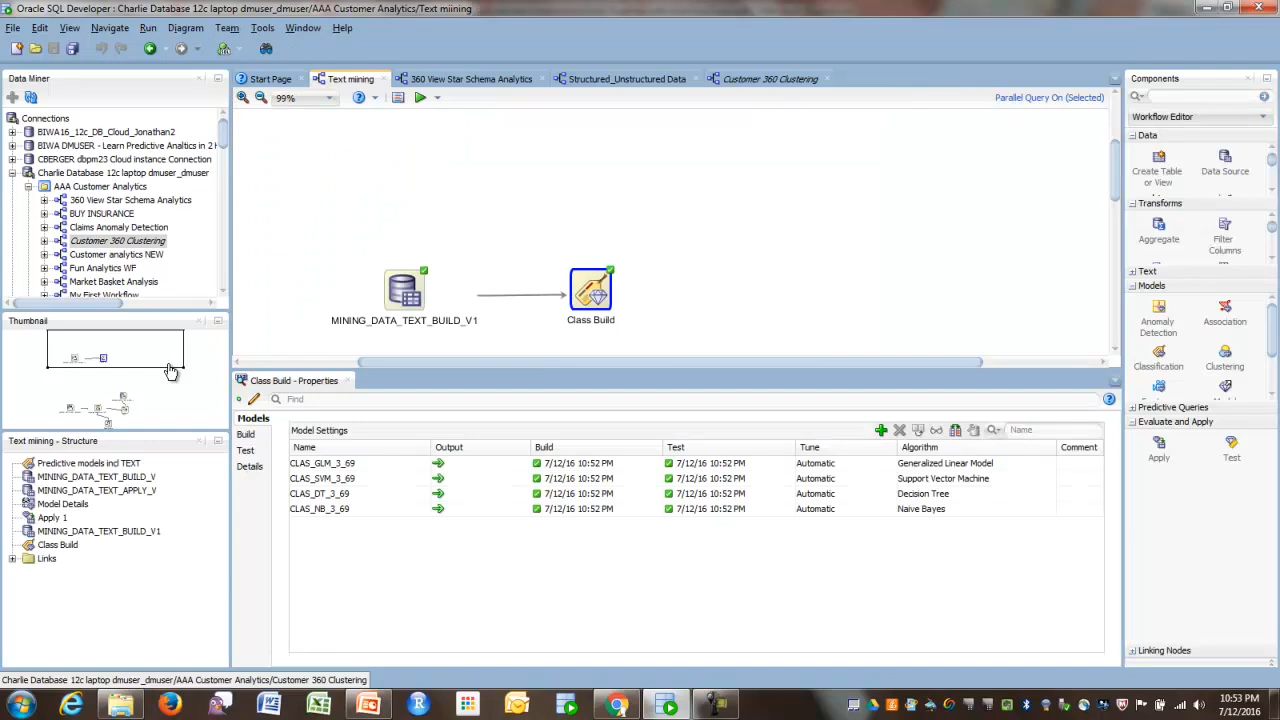 Oracle SQL Developer: Charlie Database 12c laptop dmuser_dmuser/AAA Customer Analytics/Text miining
File Edit View Navigate Run Diagram Team Tools Window Help
Data Miner
Connections
BIWA16_12c_DB_Cloud_Jonathan2
BIWA DMUSER - Learn Predictive Analtics in 2 H
CBERGER dbpm23 Cloud instance Connection
Charlie Database 12c laptop dmuser_dmuser
AAA Customer Analytics
360 View Star Schema Analytics
BUY INSURANCE
Claims Anomaly Detection
Customer 360 Clustering
Customer analytics NEW
Fun Analytics WF
Market Basket Analysis
My First Workflow
Thumbnail
Text miining - Structure
Predictive models incl TEXT
MINING_DATA_TEXT_BUILD_V
MINING_DATA_TEXT_APPLY_V
Model Details
Apply 1
MINING_DATA_TEXT_BUILD_V1
Class Build
Links
Start Page Text miining 360 View Star Schema Analytics Structured_Unstructured Data Customer 360 Clustering
99% Parallel Query On (Selected)
MINING_DATA_TEXT_BUILD_V1 Class Build
Class Build - Properties
Find
Models
Build
Test
Details
Model Settings Name
Name Output Build Test Tune Algorithm Comment
CLAS_GLM_3_69 7/12/16 10:52 PM 7/12/16 10:52 PM Automatic Generalized Linear Model
CLAS_SVM_3_69 7/12/16 10:52 PM 7/12/16 10:52 PM Automatic Support Vector Machine
CLAS_DT_3_69 7/12/16 10:52 PM 7/12/16 10:52 PM Automatic Decision Tree
CLAS_NB_3_69 7/12/16 10:52 PM 7/12/16 10:52 PM Automatic Naive Bayes
Components
Workflow Editor
Data
Create Table or View Data Source
Transforms
Aggregate Filter Columns
Text
Models
Anomaly Detection Association
Classification Clustering
Predictive Queries
Evaluate and Apply
Apply Test
Linking Nodes
Charlie Database 12c laptop dmuser_dmuser/AAA Customer Analytics/Customer 360 Clustering
10:53 PM
7/12/2016